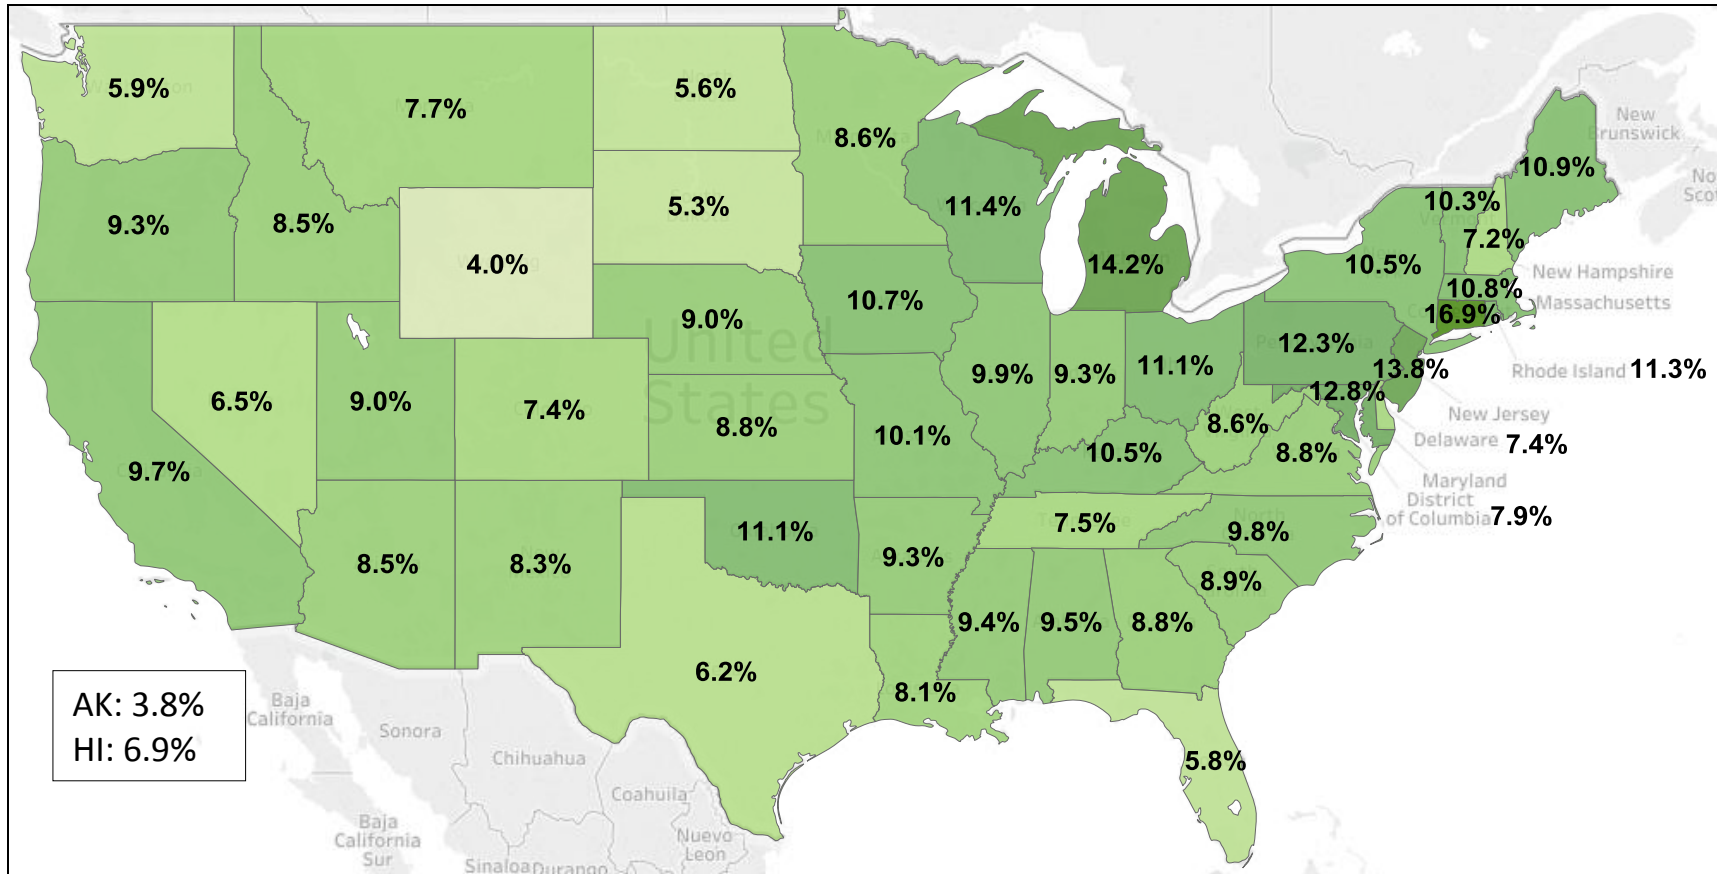 5.9%
7.7%
5.6%
8.6%
10.9%
New
Brunswick
9.3%
8.5%
4.0%
5.3%
11.4%
14.2%
10.3%
7.2%
10.5%
New Hampshire
10.8%
Massachusetts
16.9%
9.0%
10.7%
12.3%
13.8%
Rhode Island 11.3%
United
States
6.5%
9.0%
7.4%
8.8%
9.9%
9.3%
11.1%
12.8%
New Jersey
Delaware 7.4%
9.7%
10.1%
10.5%
8.6%
8.8%
Maryland
District
of Columbia 7.9%
8.5%
8.3%
11.1%
9.3%
7.5%
9.8%
8.9%
9.4%
9.5%
8.8%
6.2%
8.1%
5.8%
AK: 3.8%
HI: 6.9%
Baja
California
Sonora
Chihuahua
Coahuila
Baja
California
Sur
Sinaloa
Durango
Nuevo
Leon